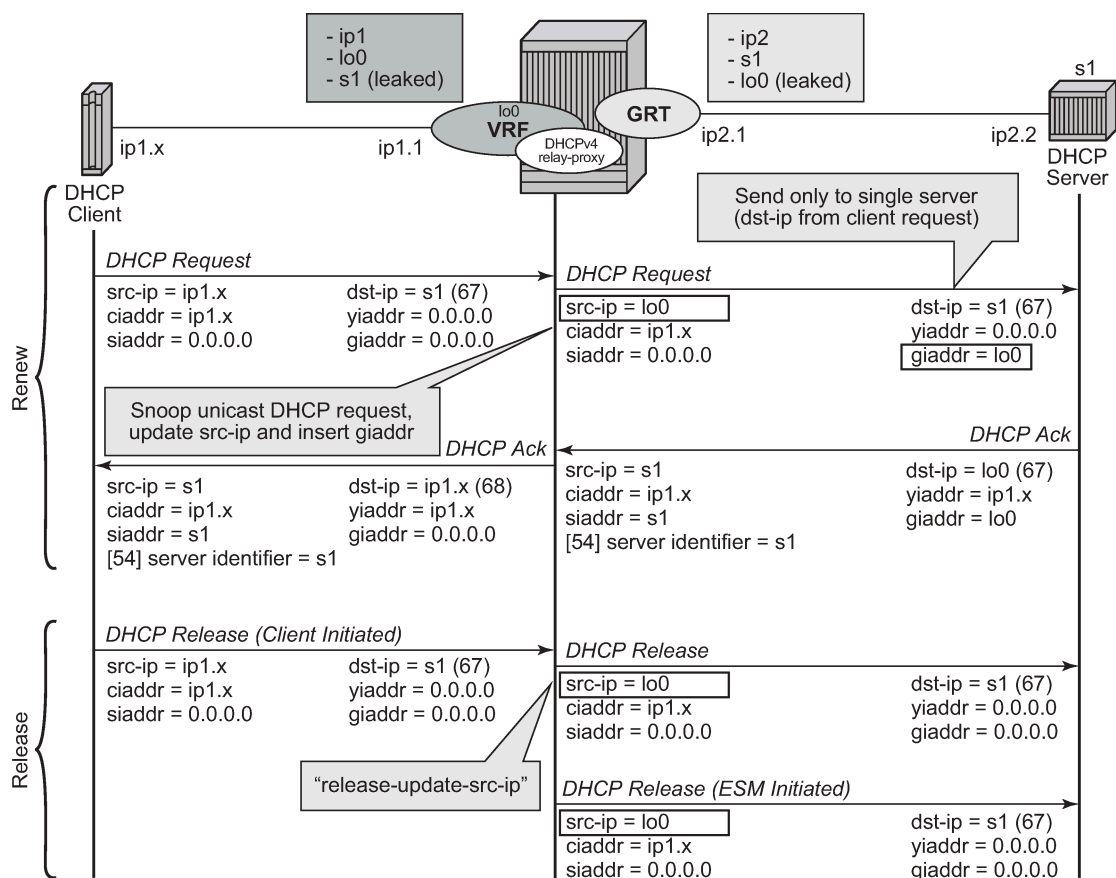 - ip1
- lo0
- s1 (leaked)
- ip2
- s1
- lo0 (leaked)
s1
lo0
VRF
GRT
DHCPv4
relay-proxy
ip1.x
ip1.1
ip2.1
ip2.2
DHCP
Client
DHCP
Server
Send only to single server
(dst-ip from client request)
Renew
DHCP Request
src-ip = ip1.x dst-ip = s1 (67)
ciaddr = ip1.x yiaddr = 0.0.0.0
siaddr = 0.0.0.0 giaddr = 0.0.0.0
DHCP Request
src-ip = lo0 dst-ip = s1 (67)
ciaddr = ip1.x yiaddr = 0.0.0.0
siaddr = 0.0.0.0 giaddr = lo0
Snoop unicast DHCP request,
update src-ip and insert giaddr
DHCP Ack
src-ip = s1 dst-ip = ip1.x (68)
ciaddr = ip1.x yiaddr = ip1.x
siaddr = s1 giaddr = 0.0.0.0
[54] server identifier = s1
DHCP Ack
src-ip = s1 dst-ip = lo0 (67)
ciaddr = ip1.x yiaddr = ip1.x
siaddr = s1 giaddr = lo0
[54] server identifier = s1
Release
DHCP Release (Client Initiated)
src-ip = ip1.x dst-ip = s1 (67)
ciaddr = ip1.x yiaddr = 0.0.0.0
siaddr = 0.0.0.0 giaddr = 0.0.0.0
DHCP Release
src-ip = lo0 dst-ip = s1 (67)
ciaddr = ip1.x yiaddr = 0.0.0.0
siaddr = 0.0.0.0 giaddr = 0.0.0.0
“release-update-src-ip”
DHCP Release (ESM Initiated)
src-ip = lo0 dst-ip = s1 (67)
ciaddr = ip1.x yiaddr = 0.0.0.0
siaddr = 0.0.0.0 giaddr = 0.0.0.0